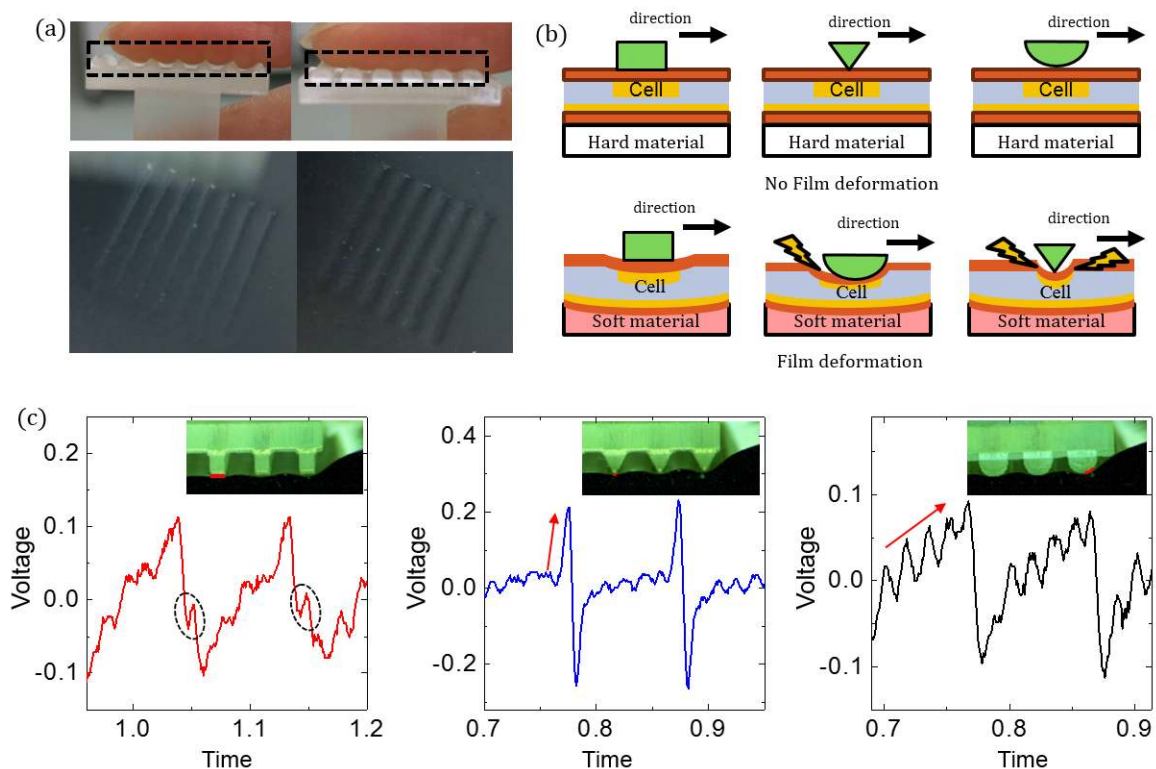 (a)
(b)
direction
direction
direction
Cell
Cell
Cell
Hard material
Hard material
Hard material
No Film deformation
direction
direction
direction
Cell
Cell
Cell
Soft material
Soft material
Soft material
Film deformation
(c)
0.2
0.1
0.0
-0.1
Voltage
1.0
1.1
1.2
Time
0.4
0.2
0.0
-0.2
Voltage
0.7
0.8
0.9
Time
0.1
0.0
-0.1
Voltage
0.7
0.8
0.9
Time